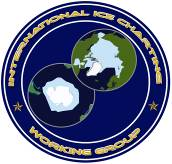 INTERNATIONAL ICE CHARTING
WORKING GROUP